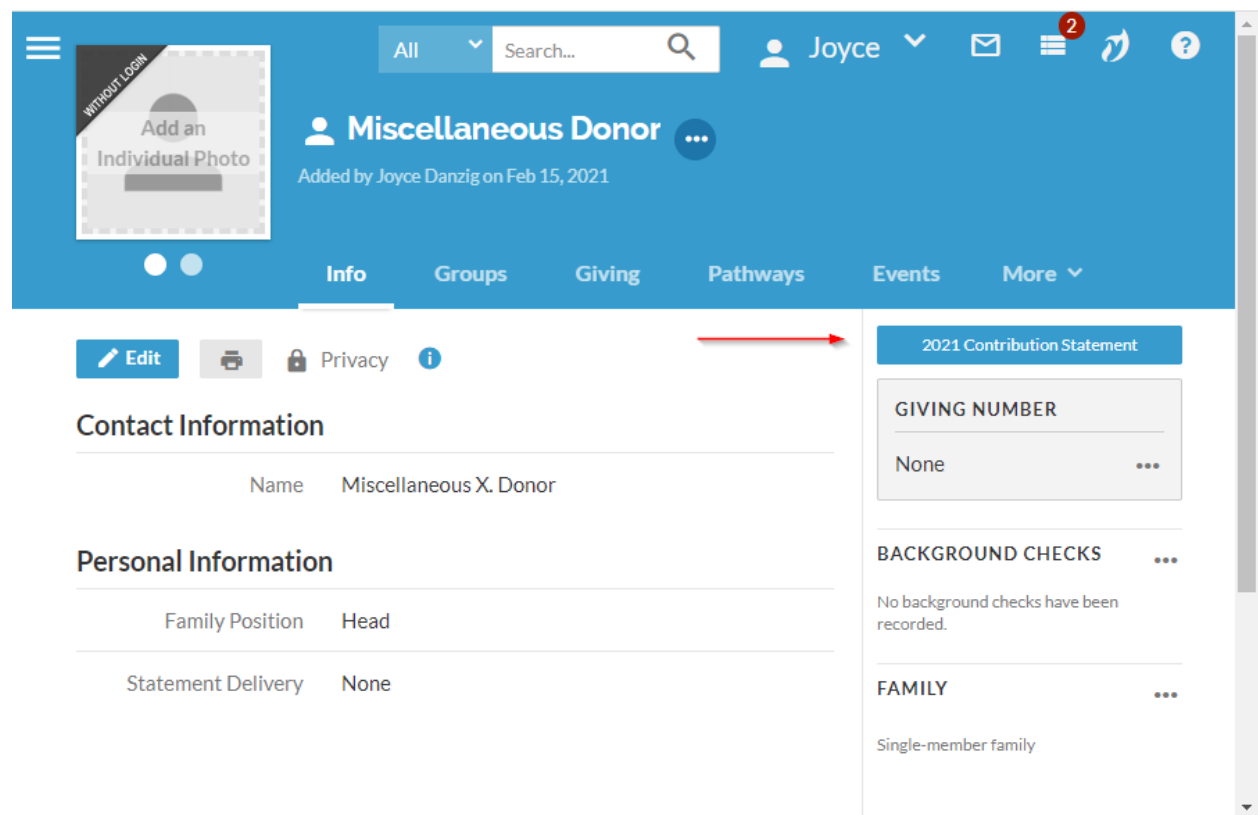 All Search... Joyce 2 ?
WITHOUT LOGIN
Add an
Individual Photo
Miscellaneous Donor
Added by Joyce Danzig on Feb 15, 2021
Info Groups Giving Pathways Events More
Edit Privacy i
2021 Contribution Statement
Contact Information
Name Miscellaneous X. Donor
Personal Information
Family Position Head
Statement Delivery None
GIVING NUMBER
None
BACKGROUND CHECKS
No background checks have been
recorded.
FAMILY
Single-member family